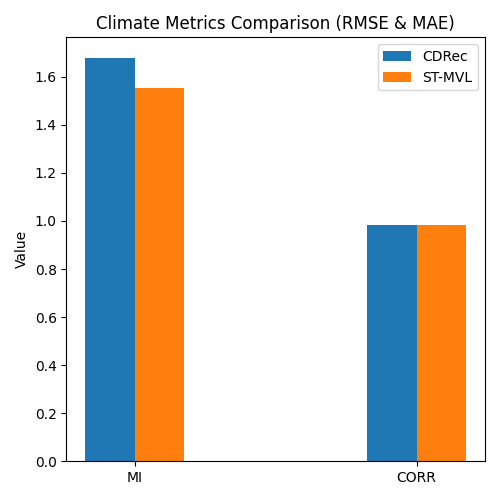 Climate Metrics Comparison (RMSE & MAE)
CDRec
ST-MVL
Value
1.6
1.4
1.2
1.0
0.8
0.6
0.4
0.2
0.0
MI
CORR